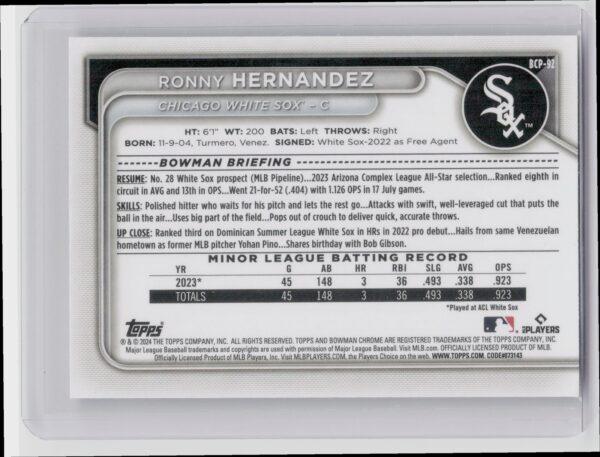 BCP-92
RONNY HERNANDEZ
CHICAGO WHITE SOX™ – C
Sox
HT: 6'1" WT: 200 BATS: Left THROWS: Right
BORN: 11-9-04, Turmero, Venez. SIGNED: White Sox-2022 as Free Agent
BOWMAN BRIEFING
RESUME: No. 28 White Sox prospect (MLB Pipeline)...2023 Arizona Complex League All-Star selection...Ranked eighth in
circuit in AVG and 13th in OPS...Went 21-for-52 (.404) with 1.126 OPS in 17 July games.
SKILLS: Polished hitter who waits for his pitch and lets the rest go...Attacks with swift, well-leveraged cut that puts the
ball in the air...Uses big part of the field...Pops out of crouch to deliver quick, accurate throws.
UP CLOSE: Ranked third on Dominican Summer League White Sox in HRs in 2022 pro debut...Hails from same Venezuelan
hometown as former MLB pitcher Yohan Pino...Shares birthday with Bob Gibson.
MINOR LEAGUE BATTING RECORD
YR G AB HR RBI SLG AVG OPS
2023* 45 148 3 36 .493 .338 .923
TOTALS 45 148 3 36 .493 .338 .923
*Played at ACL White Sox
Topps
PLAYERS
® & © 2024 THE TOPPS COMPANY, INC. ALL RIGHTS RESERVED. TOPPS AND BOWMAN CHROME ARE REGISTERED TRADEMARKS OF THE TOPPS COMPANY, INC.
Major League Baseball trademarks and copyrights are used with permission of Major League Baseball. Visit MLB.com. OFFICIALLY LICENSED PRODUCT OF MLB.
Officially Licensed Product of MLB Players, Inc. Visit MLBPLAYERS.COM, the Players Choice on the web. WWW.TOPPS.COM. CODE#073143